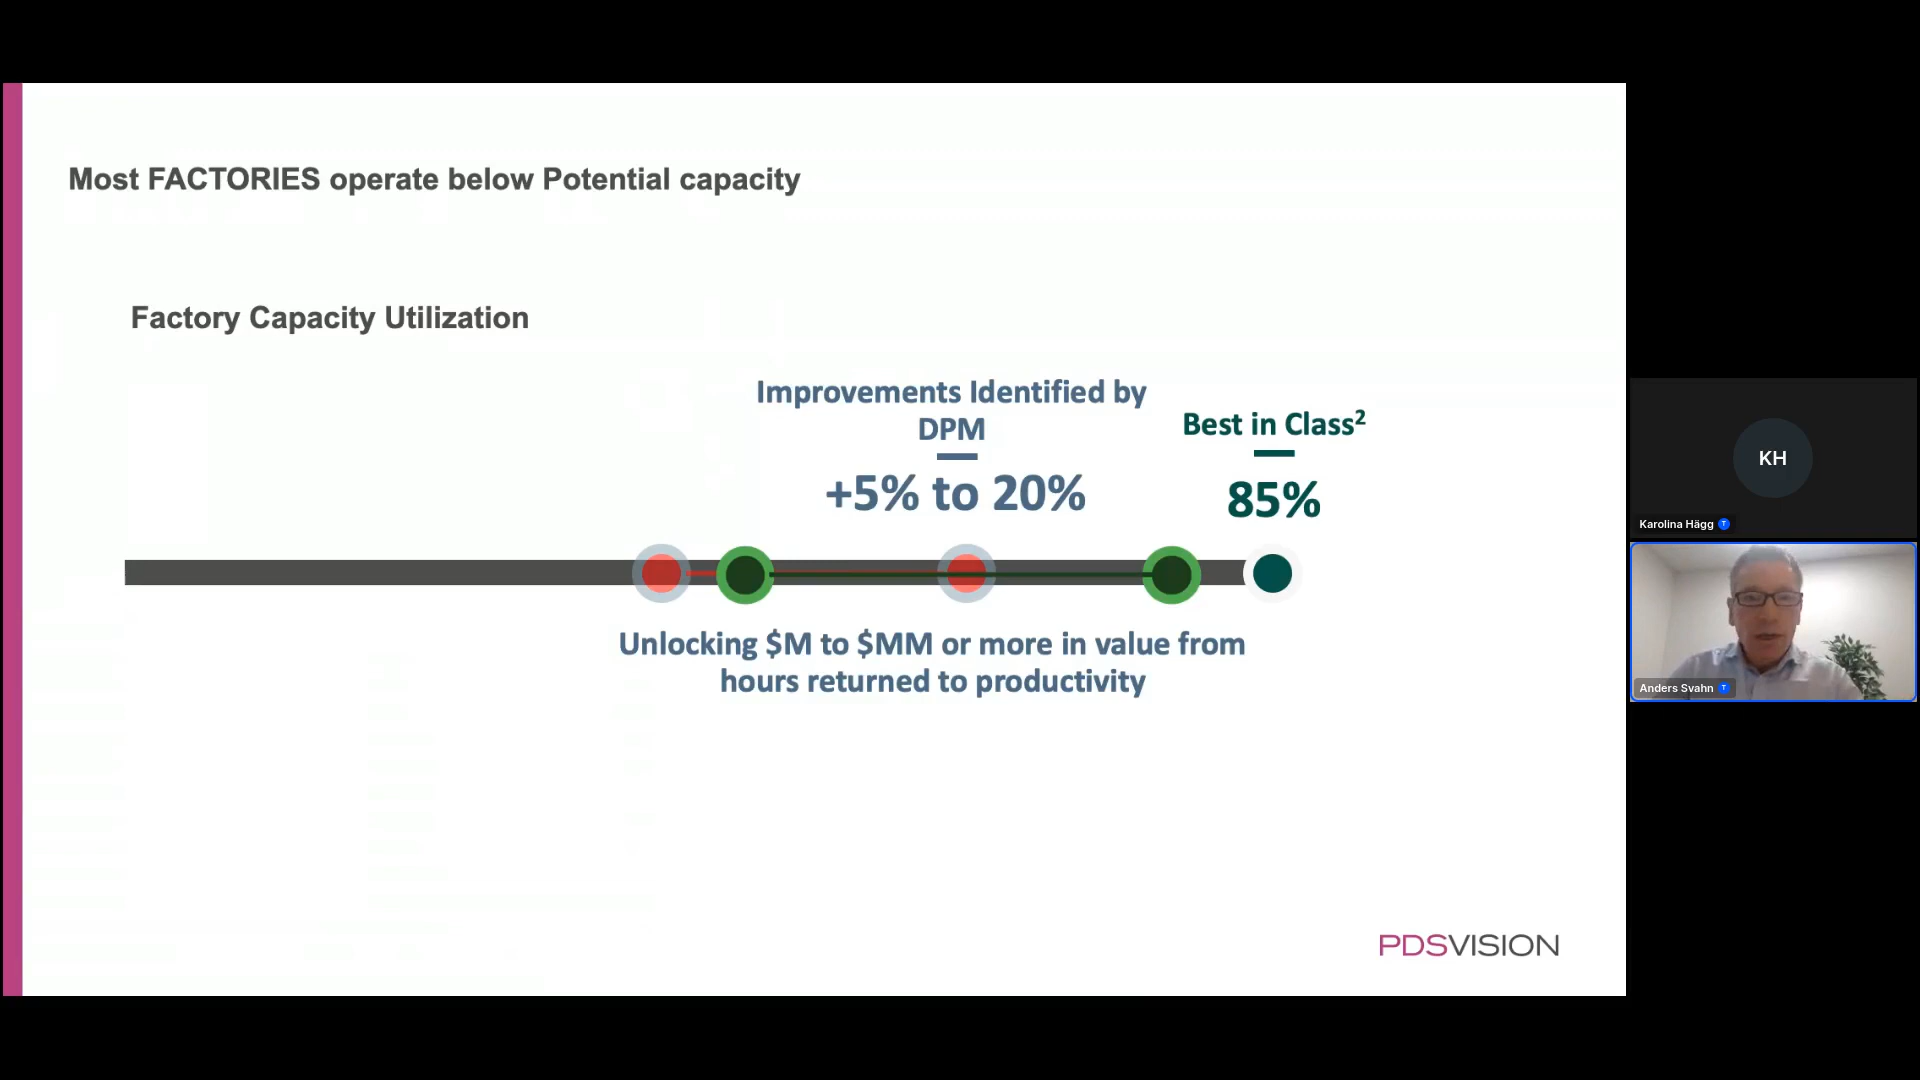 Most FACTORIES operate below Potential capacity
Factory Capacity Utilization
Improvements Identified by
DPM
+5% to 20%
Best in Class²
85%
Unlocking $M to $MM or more in value from
hours returned to productivity
PDSVISION
KH
Karolina Hägg T
Anders Svahn T